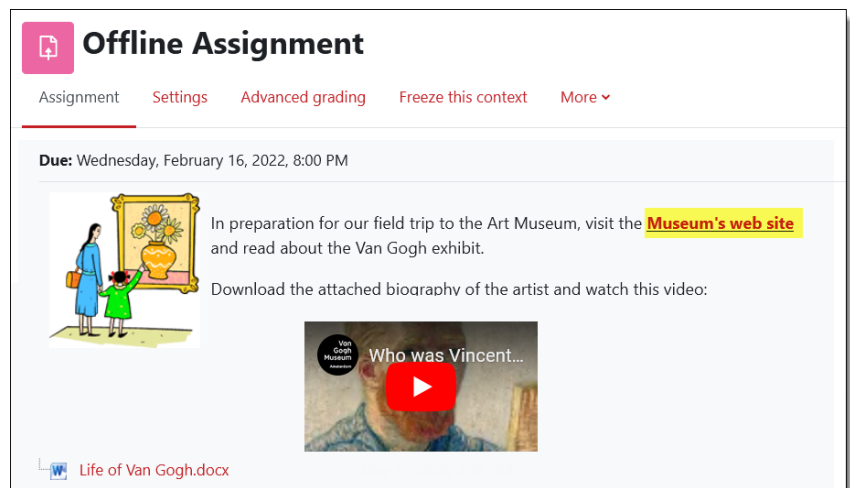 Offline Assignment
Assignment Settings Advanced grading Freeze this context More
Due: Wednesday, February 16, 2022, 8:00 PM
In preparation for our field trip to the Art Museum, visit the Museum's web site
and read about the Van Gogh exhibit.
Download the attached biography of the artist and watch this video:
Van
Gogh
Museum
Amsterdam
Who was Vincent...
W
Life of Van Gogh.docx